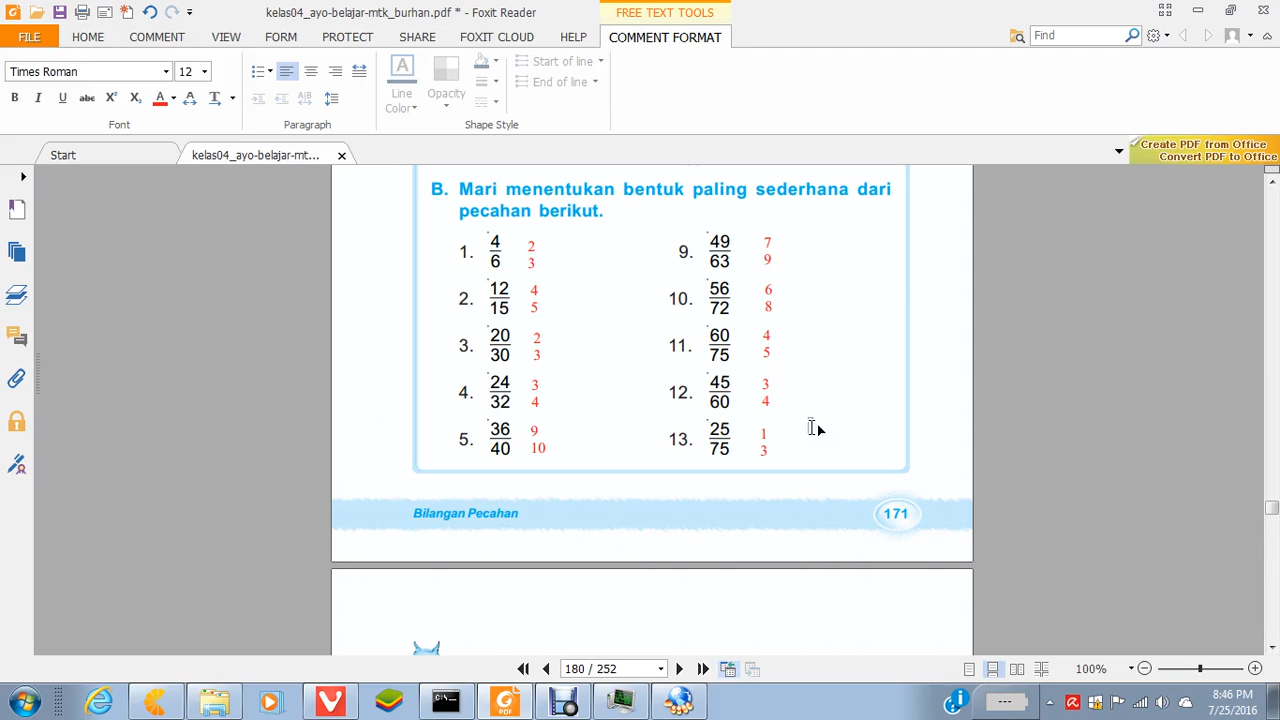 kelas04_ayo-belajar-mtk_burhan.pdf * - Foxit Reader
FREE TEXT TOOLS
FILE HOME COMMENT VIEW FORM PROTECT SHARE FOXIT CLOUD HELP COMMENT FORMAT
Find
Times Roman 12
Start of line
End of line
Line Color
Opacity
Font Paragraph Shape Style
Start
kelas04_ayo-belajar-mt...
Create PDF from Office
Convert PDF to Office
B. Mari menentukan bentuk paling sederhana dari
pecahan berikut.
1. 4/6 2/3
2. 12/15 4/5
3. 20/30 2/3
4. 24/32 3/4
5. 36/40 9/10
9. 49/63 7/9
10. 56/72 6/8
11. 60/75 4/5
12. 45/60 3/4
13. 25/75 1/3
Bilangan Pecahan
171
180 / 252
100%
8:46 PM
7/25/2016